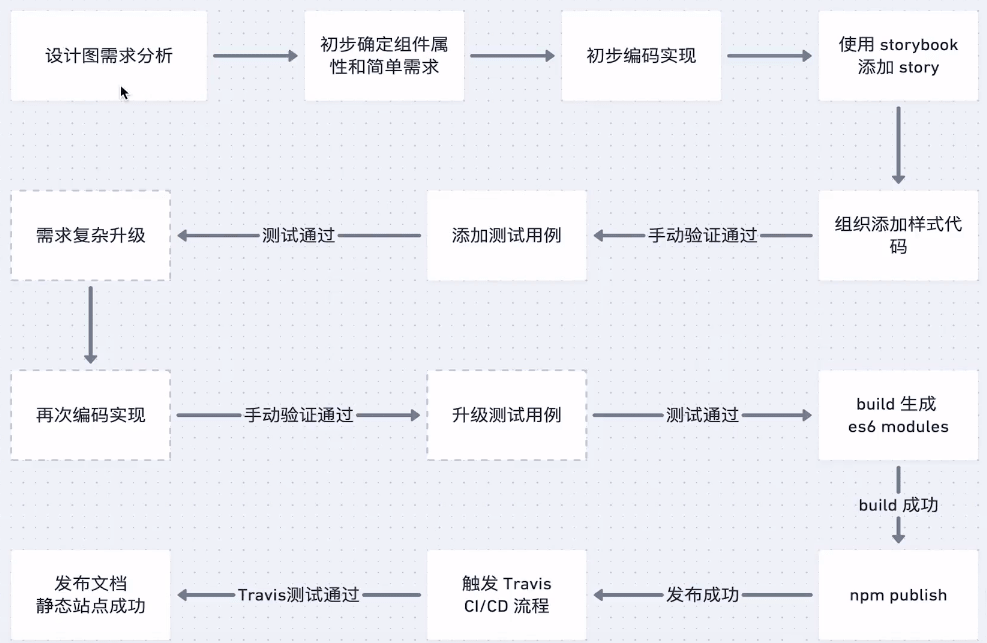 设计图需求分析
初步确定组件属
性和简单需求
初步编码实现
使用 storybook
添加 story
组织添加样式代
码
手动验证通过
添加测试用例
测试通过
需求复杂升级
再次编码实现
手动验证通过
升级测试用例
测试通过
build 生成
es6 modules
build 成功
npm publish
发布成功
触发 Travis
CI/CD 流程
Travis测试通过
发布文档
静态站点成功